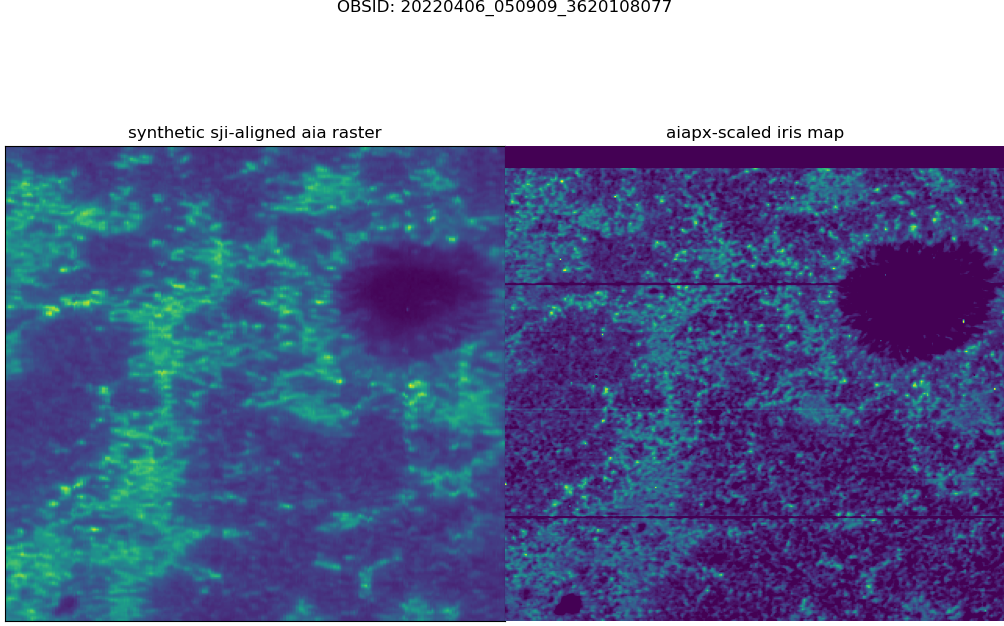 OBSID: 20220406_050909_3620108077
synthetic sji-aligned aia raster
aiapx-scaled iris map